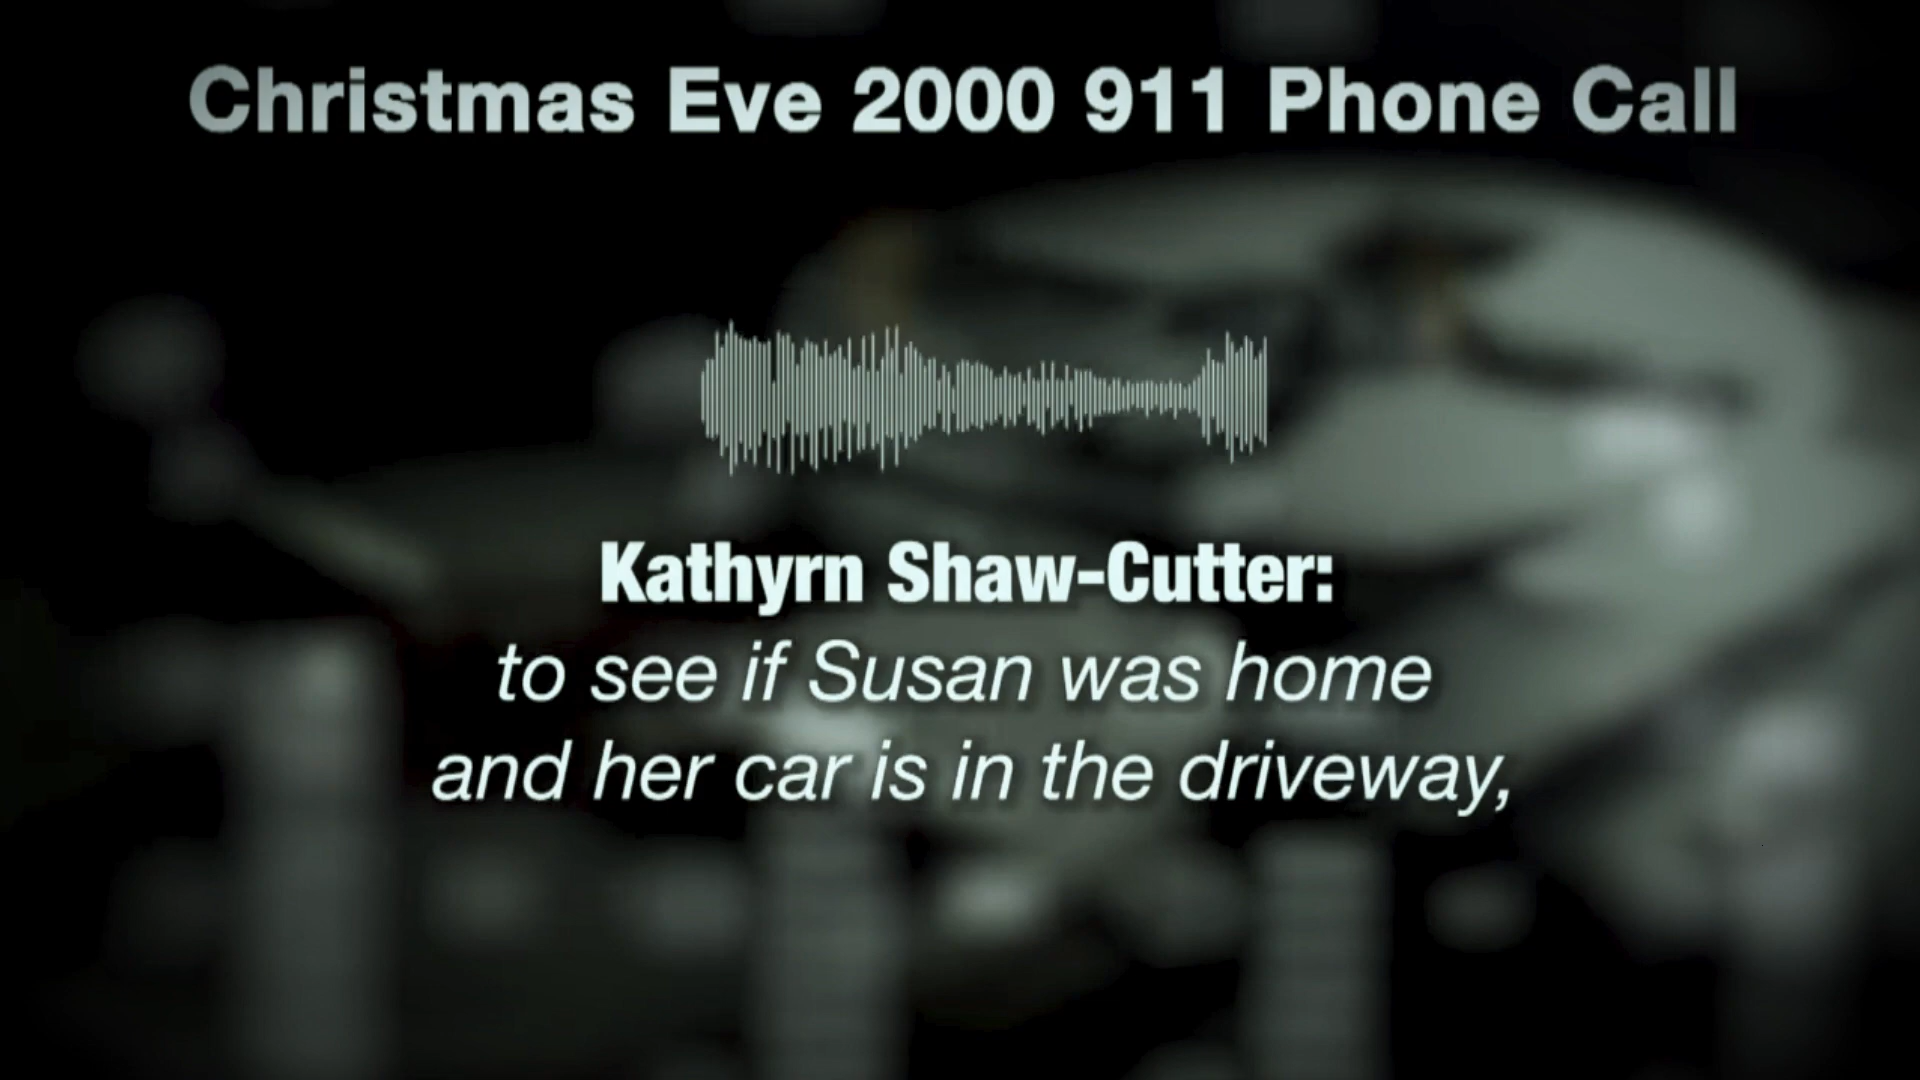 Christmas Eve 2000 911 Phone Call
Kathyrn Shaw-Cutter:
to see if Susan was home
and her car is in the driveway,